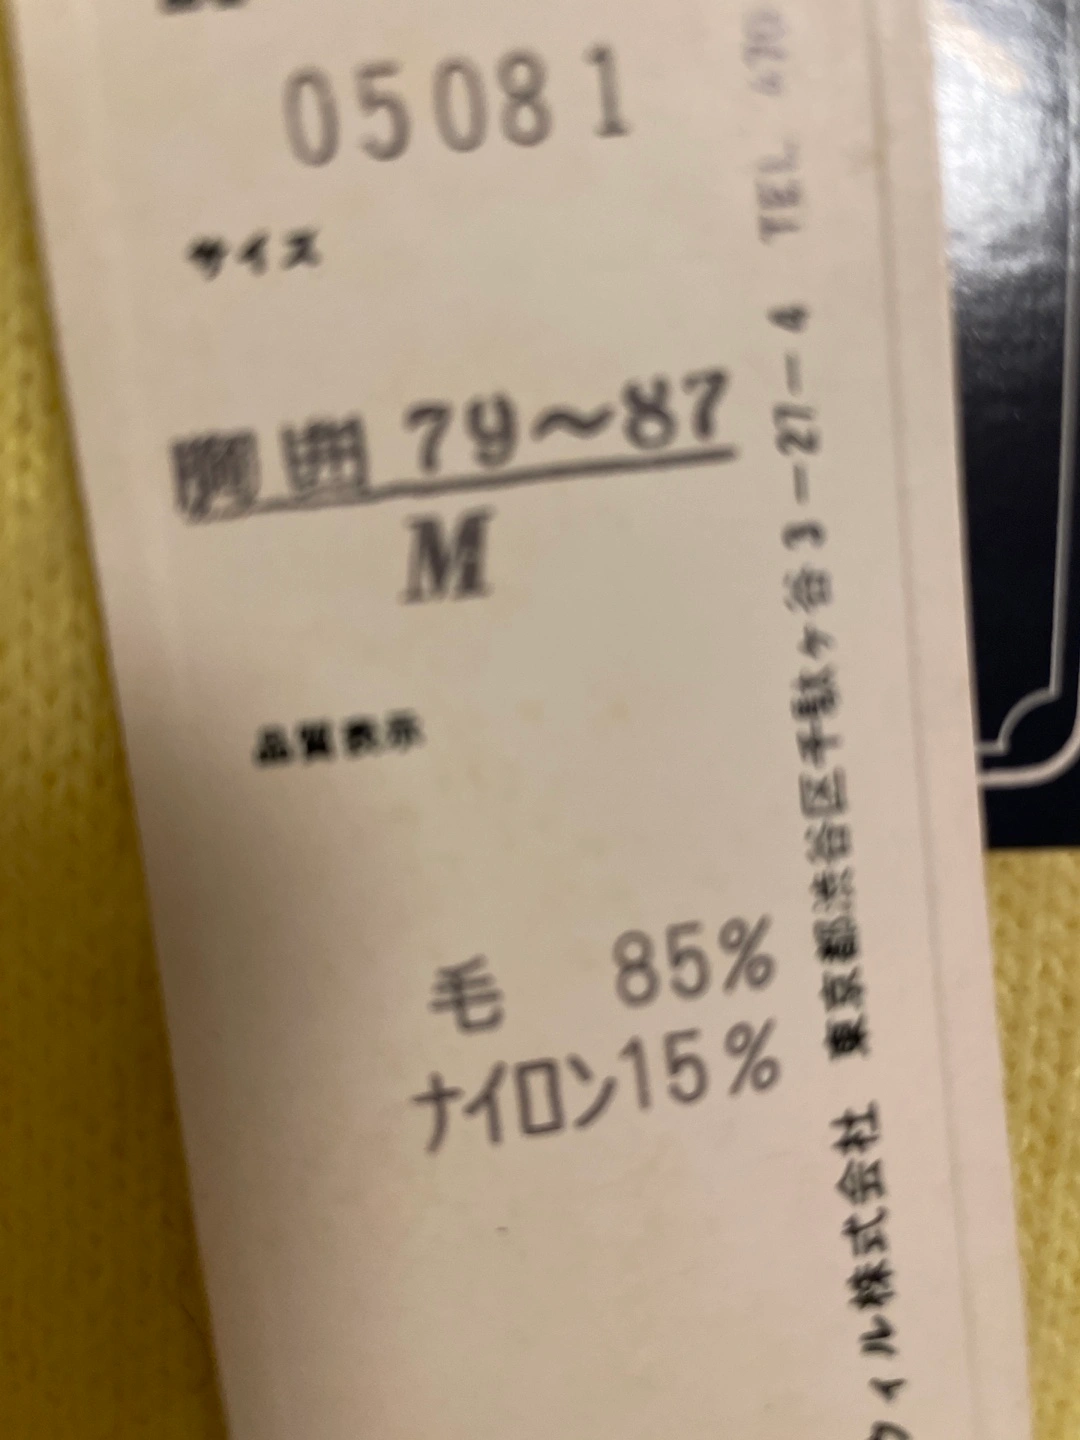 05081
サイズ
胸囲 79〜87
M
品質表示
毛 85%
ナイロン15%
ィル株式会社 東京都渋谷区千駄ヶ谷3-27-4 TEL 470